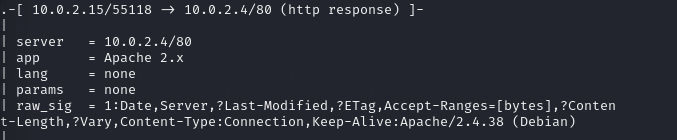 .-[ 10.0.2.15/55118 -> 10.0.2.4/80 (http response) ]-
|
| server   = 10.0.2.4/80
| app      = Apache 2.x
| lang     = none
| params   = none
| raw_sig  = 1:Date,Server,?Last-Modified,?ETag,Accept-Ranges=[bytes],?Conten
t-Length,?Vary,Content-Type:Connection,Keep-Alive:Apache/2.4.38 (Debian)
|